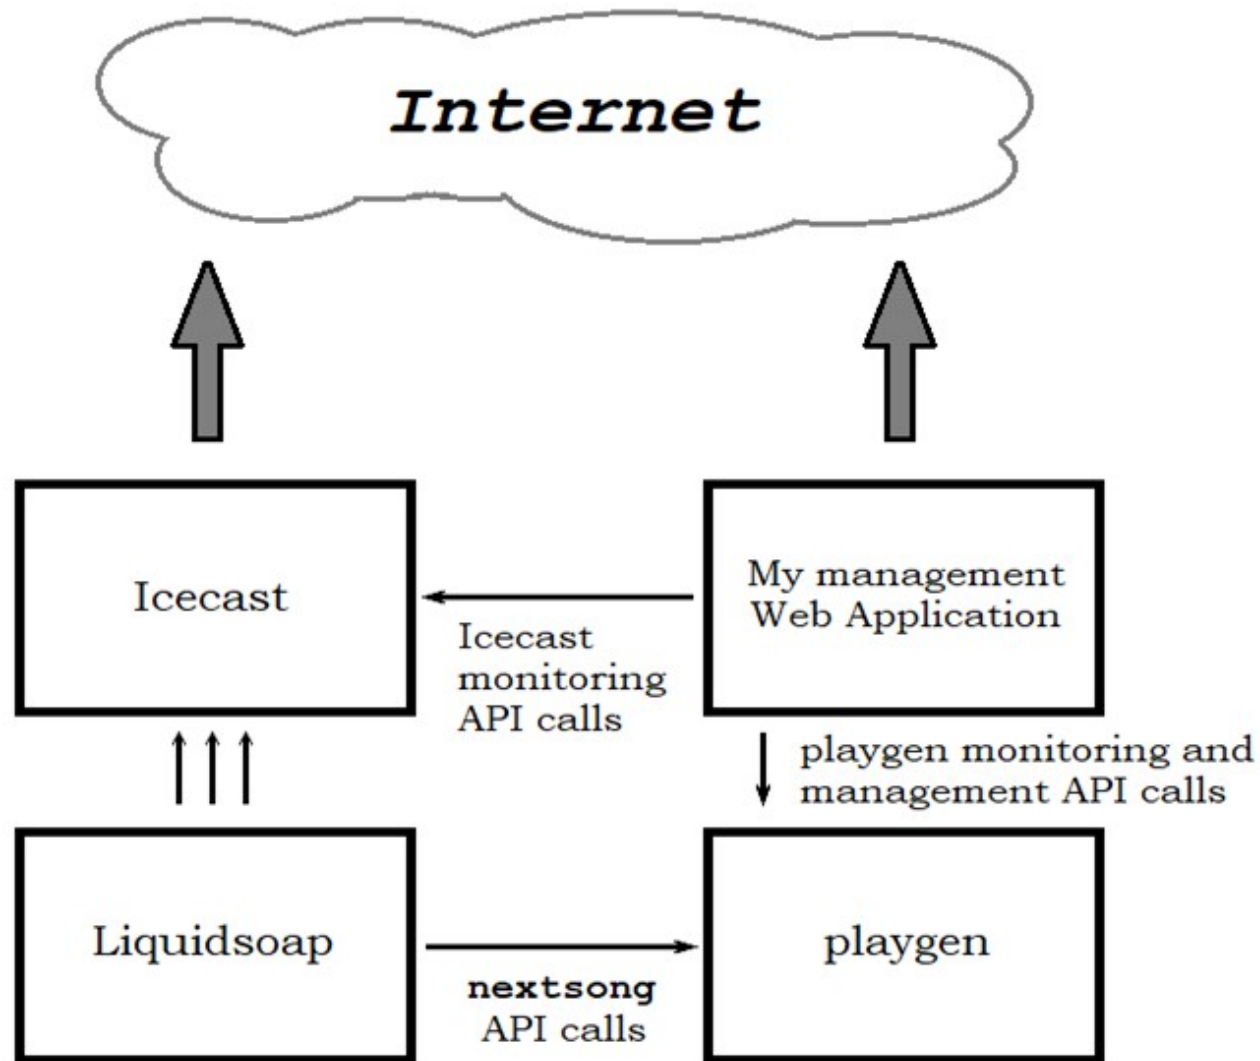 Internet
Icecast
My management
Web Application
Icecast
monitoring
API calls
playgen monitoring and
management API calls
Liquidsoap
playgen
nextsong
API calls